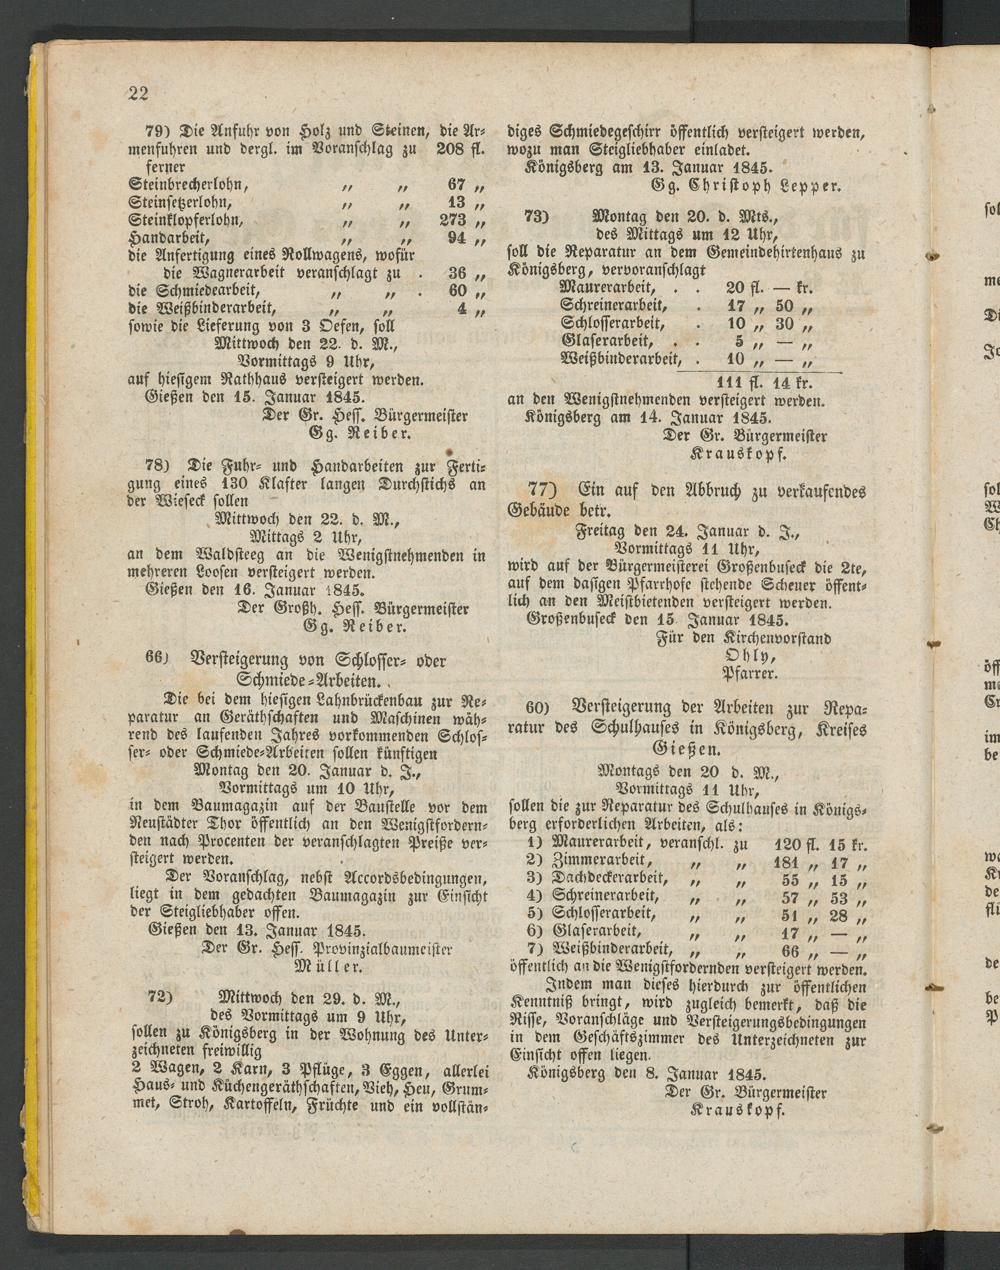 22
79) Die Anfuhr von Holz und Steinen, die Ar-
menfuhren und dergl. im Voranschlag zu 208 fl.
ferner
Steinbrecherlohn, „ „ 67 „
Steinsetzerlohn, „ „ 13 „
Steinklopferlohn, „ „ 273 „
Handarbeit, „ „ 94 „
die Anfertigung eines Rollwagens, wofür
die Wagnerarbeit veranschlagt zu . 36 „
die Schmiedearbeit, „ „ . 60 „
die Weißbinderarbeit, „ „ 4 „
sowie die Lieferung von 3 Oefen, soll
Mittwoch den 22. d. M.,
Vormittags 9 Uhr,
auf hiesigem Rathhaus versteigert werden.
Gießen den 15. Januar 1845.
Der Gr. Hess. Bürgermeister
Gg. Reiber.
78) Die Fuhr- und Handarbeiten zur Ferti-
gung eines 130 Klafter langen Durchstichs an
der Wieseck sollen
Mittwoch den 22. d. M.,
Mittags 2 Uhr,
an dem Waldsteeg an die Wenigstnehmenden in
mehreren Loosen versteigert werden.
Gießen den 16. Januar 1845.
Der Großh. Hess. Bürgermeister
Gg. Reiber.
66) Versteigerung von Schlosser- oder
Schmiede-Arbeiten.
Die bei dem hiesigen Lahnbrückenbau zur Re-
paratur an Geräthschaften und Maschinen wäh-
rend des laufenden Jahres vorkommenden Schlos-
ser- oder Schmiede-Arbeiten sollen künftigen
Montag den 20. Januar d. J.,
Vormittags um 10 Uhr,
in dem Baumagazin auf der Baustelle vor dem
Neustädter Thor öffentlich an den Wenigstfordern-
den nach Procenten der veranschlagten Preiße ver-
steigert werden.
Der Voranschlag, nebst Accordsbedingungen,
liegt in dem gedachten Baumagazin zur Einsicht
der Steigliebhaber offen.
Gießen den 13. Januar 1845.
Der Gr. Hess. Provinzialbaumeister
Müller.
72) Mittwoch den 29. d. M.,
des Vormittags um 9 Uhr,
sollen zu Königsberg in der Wohnung des Unter-
zeichneten freiwillig
2 Wagen, 2 Karn, 3 Pflüge, 3 Eggen, allerlei
Haus- und Küchengeräthschaften, Vieh, Heu, Grum-
met, Stroh, Kartoffeln, Früchte und ein vollstän-
diges Schmiedegeschirr öffentlich versteigert werden,
wozu man Steigliebhaber einladet.
Königsberg am 13. Januar 1845.
Gg. Christoph Lepper.
73) Montag den 20. d. Mts.,
des Mittags um 12 Uhr,
soll die Reparatur an dem Gemeindehirtenhaus zu
Königsberg, vervoranschlagt
Maurerarbeit, . . 20 fl. — kr.
Schreinerarbeit, . 17 „ 50 „
Schlosserarbeit, . 10 „ 30 „
Glaserarbeit, . . 5 „ — „
Weißbinderarbeit, . 10 „ — „
111 fl. 14 kr.
an den Wenigstnehmenden versteigert werden.
Königsberg am 14. Januar 1845.
Der Gr. Bürgermeister
Krauskopf.
77) Ein auf den Abbruch zu verkaufendes
Gebäude betr.
Freitag den 24. Januar d. J.,
Vormittags 11 Uhr,
wird auf der Bürgermeisterei Großenbuseck die 2te,
auf dem dasigen Pfarrhofe stehende Scheuer öffent-
lich an den Meistbietenden versteigert werden.
Großenbuseck den 15 Januar 1845.
Für den Kirchenvorstand
Ohly,
Pfarrer.
60) Versteigerung der Arbeiten zur Repa-
ratur des Schulhauses in Königsberg, Kreises
Gießen.
Montags den 20 d. M.,
Vormittags 11 Uhr,
sollen die zur Reparatur des Schulhauses in Königs-
berg erforderlichen Arbeiten, als:
1) Maurerarbeit, veranschl. zu 120 fl. 15 kr.
2) Zimmerarbeit, „ „ 181 „ 17 „
3) Dachdeckerarbeit, „ „ 55 „ 15 „
4) Schreinerarbeit, „ „ 57 „ 53 „
5) Schlosserarbeit, „ „ 51 „ 28 „
6) Glaserarbeit, „ „ 17 „ — „
7) Weißbinderarbeit, „ „ 66 „ — „
öffentlich an die Wenigstfordernden versteigert werden.
Indem man dieses hierdurch zur öffentlichen
Kenntniß bringt, wird zugleich bemerkt, daß die
Risse, Voranschläge und Versteigerungsbedingungen
in dem Geschäftszimmer des Unterzeichneten zur
Einsicht offen liegen.
Königsberg den 8. Januar 1845.
Der Gr. Bürgermeister
Krauskopf.